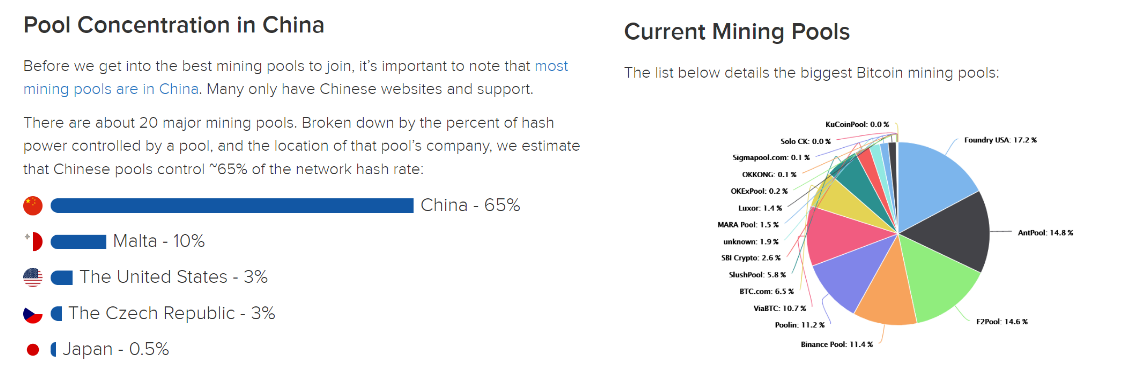 Pool Concentration in China
Before we get into the best mining pools to join, it's important to note that most
mining pools are in China. Many only have Chinese websites and support.
There are about 20 major mining pools. Broken down by the percent of hash
power controlled by a pool, and the location of that pool's company, we estimate
that Chinese pools control ~65% of the network hash rate:
China - 65%
Malta - 10%
The United States - 3%
The Czech Republic - 3%
Japan - 0.5%
Current Mining Pools
The list below details the biggest Bitcoin mining pools:
KuCoinPool: 0.0 %
Solo CK: 0.0 %
Sigmapool.com: 0.1 %
OKKONG: 0.1 %
OKExPool: 0.2 %
Luxor: 1.4 %
MARA Pool: 1.5 %
unknown: 1.9 %
SBI Crypto: 2.6 %
SlushPool: 5.8 %
BTC.com: 6.5 %
ViaBTC: 10.7 %
Poolin: 11.2 %
Binance Pool: 11.4 %
F2Pool: 14.6 %
AntPool: 14.8 %
Foundry USA: 17.2 %